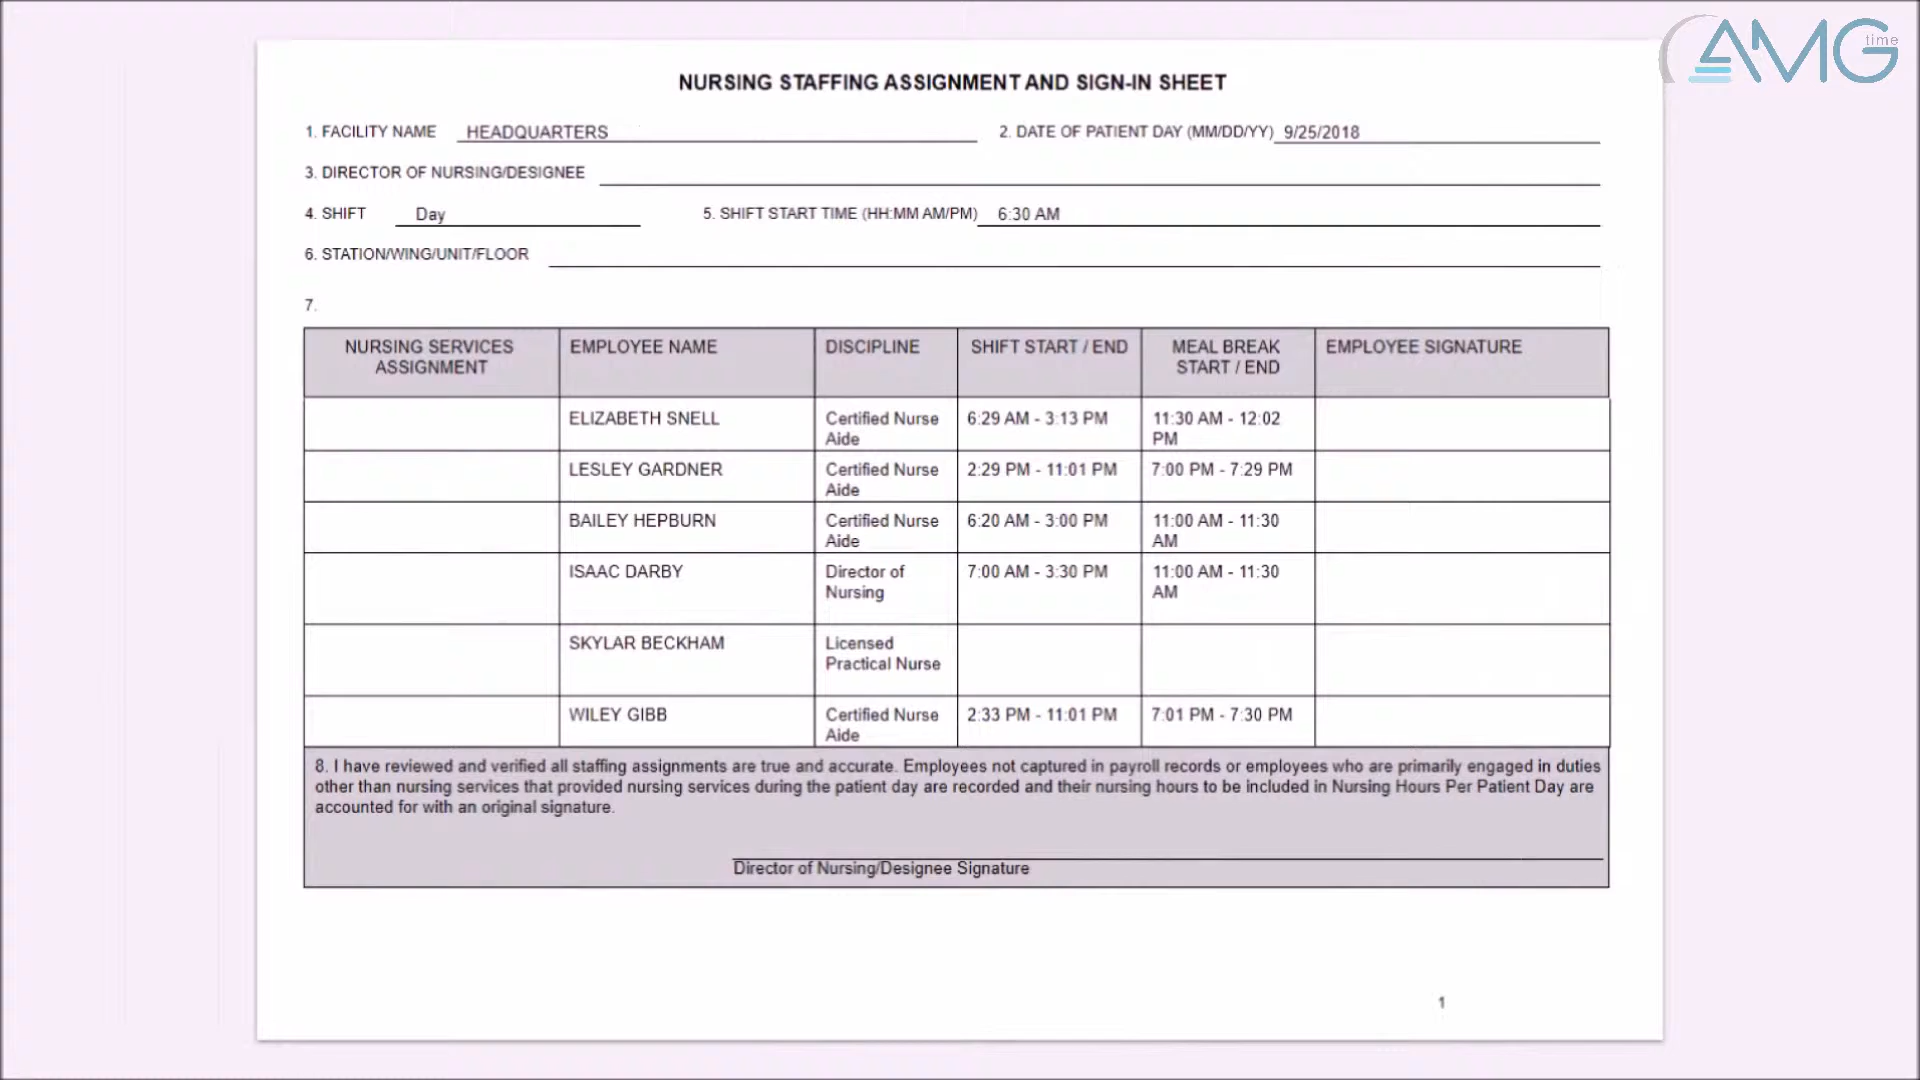 AMG time
NURSING STAFFING ASSIGNMENT AND SIGN-IN SHEET
1. FACILITY NAME HEADQUARTERS 2. DATE OF PATIENT DAY (MM/DD/YY) 9/25/2018
3. DIRECTOR OF NURSING/DESIGNEE
4. SHIFT Day 5. SHIFT START TIME (HH:MM AM/PM) 6:30 AM
6. STATION/WING/UNIT/FLOOR
7.
NURSING SERVICES EMPLOYEE NAME DISCIPLINE SHIFT START / END MEAL BREAK EMPLOYEE SIGNATURE
ASSIGNMENT START / END
ELIZABETH SNELL Certified Nurse 6:29 AM - 3:13 PM 11:30 AM - 12:02
Aide PM
LESLEY GARDNER Certified Nurse 2:29 PM - 11:01 PM 7:00 PM - 7:29 PM
Aide
BAILEY HEPBURN Certified Nurse 6:20 AM - 3:00 PM 11:00 AM - 11:30
Aide AM
ISAAC DARBY Director of 7:00 AM - 3:30 PM 11:00 AM - 11:30
Nursing AM
SKYLAR BECKHAM Licensed
Practical Nurse
WILEY GIBB Certified Nurse 2:33 PM - 11:01 PM 7:01 PM - 7:30 PM
Aide
8. I have reviewed and verified all staffing assignments are true and accurate. Employees not captured in payroll records or employees who are primarily engaged in duties
other than nursing services that provided nursing services during the patient day are recorded and their nursing hours to be included in Nursing Hours Per Patient Day are
accounted for with an original signature.
Director of Nursing/Designee Signature
1